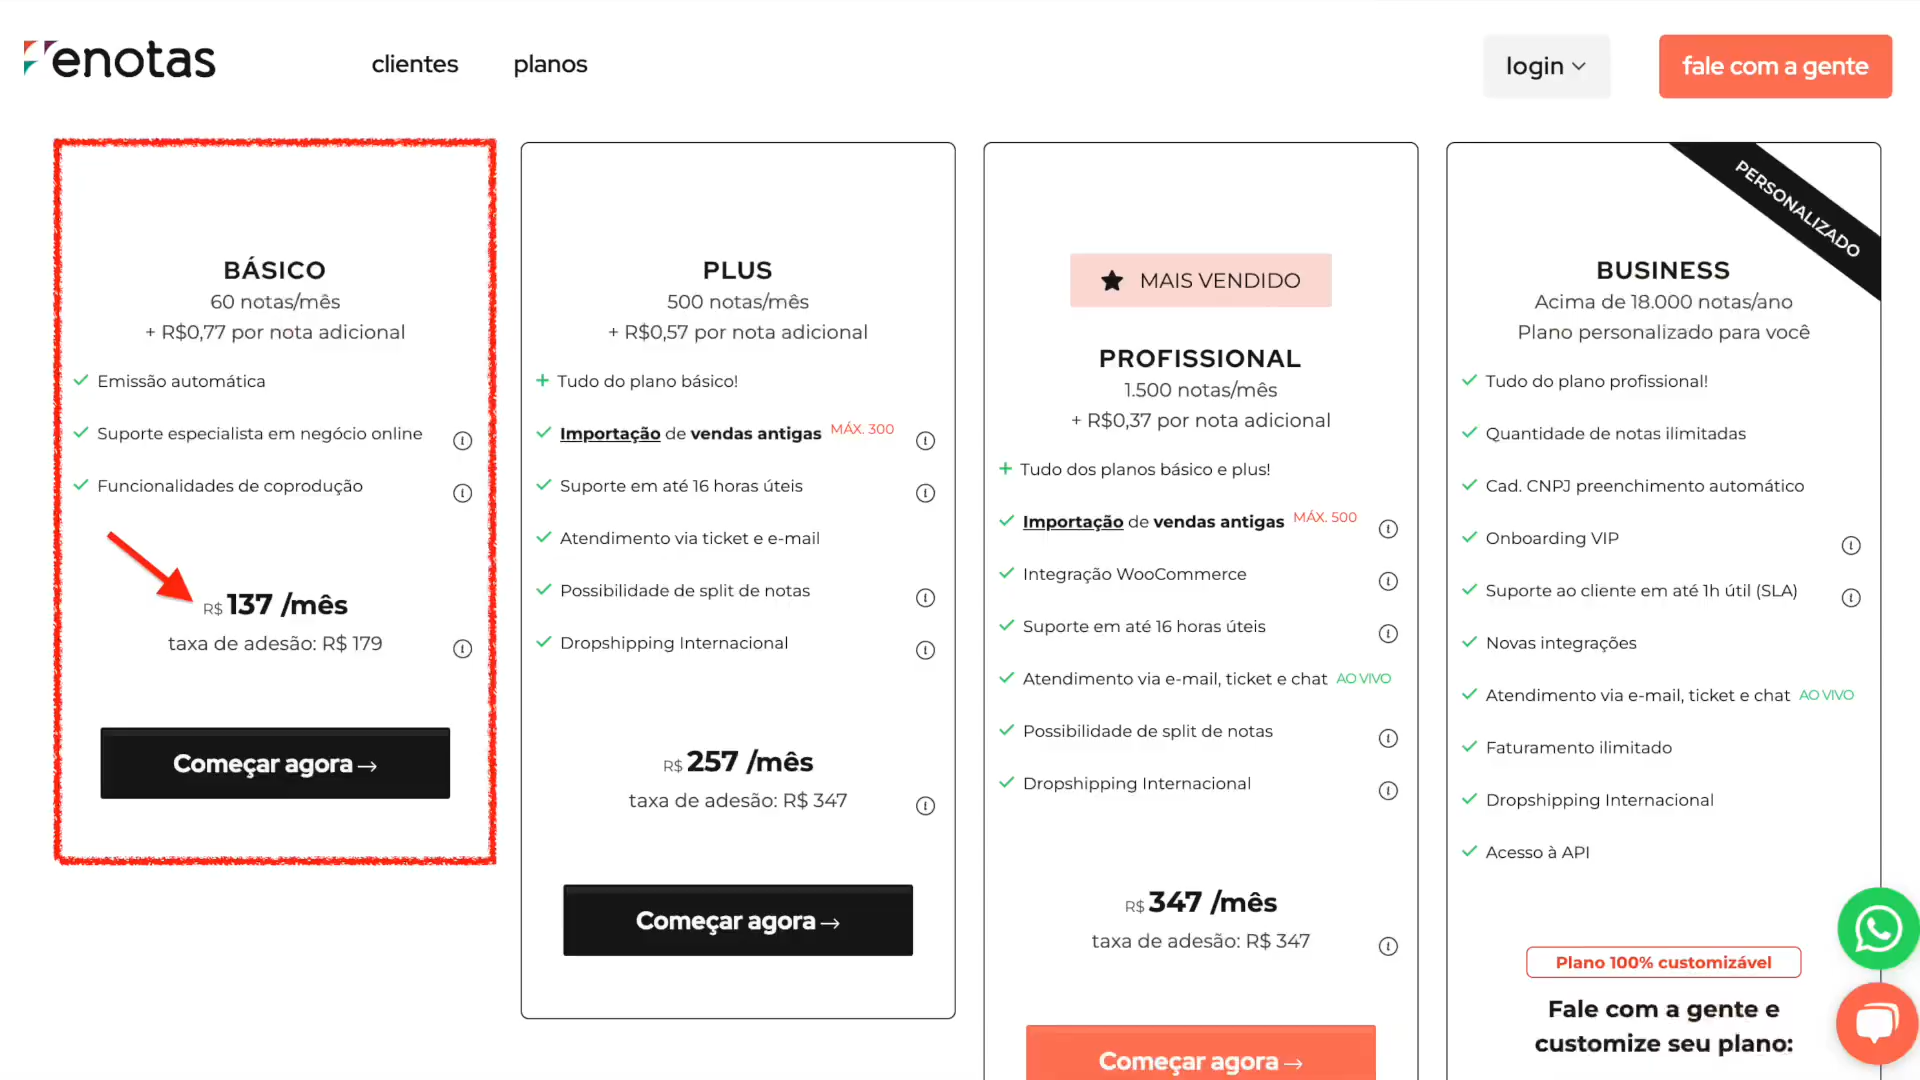 enotas
clientes
planos
login
fale com a gente
BÁSICO
60 notas/mês
+ R$0,77 por nota adicional
Emissão automática
Suporte especialista em negócio online
Funcionalidades de coprodução
R$ 137 /mês
taxa de adesão: R$ 179
Começar agora→
PLUS
500 notas/mês
+ R$0,57 por nota adicional
+ Tudo do plano básico!
Importação de vendas antigas MÁX. 300
Suporte em até 16 horas úteis
Atendimento via ticket e e-mail
Possibilidade de split de notas
Dropshipping Internacional
R$ 257 /mês
taxa de adesão: R$ 347
Começar agora→
MAIS VENDIDO
PROFISSIONAL
1.500 notas/mês
+ R$0,37 por nota adicional
+ Tudo dos planos básico e plus!
Importação de vendas antigas MÁX. 500
Integração WooCommerce
Suporte em até 16 horas úteis
Atendimento via e-mail, ticket e chat AO VIVO
Possibilidade de split de notas
Dropshipping Internacional
R$ 347 /mês
taxa de adesão: R$ 347
Começar agora→
PERSONALIZADO
BUSINESS
Acima de 18.000 notas/ano
Plano personalizado para você
Tudo do plano profissional!
Quantidade de notas ilimitadas
Cad. CNPJ preenchimento automático
Onboarding VIP
Suporte ao cliente em até 1h útil (SLA)
Novas integrações
Atendimento via e-mail, ticket e chat AO VIVO
Faturamento ilimitado
Dropshipping Internacional
Acesso à API
Plano 100% customizável
Fale com a gente e
customize seu plano: